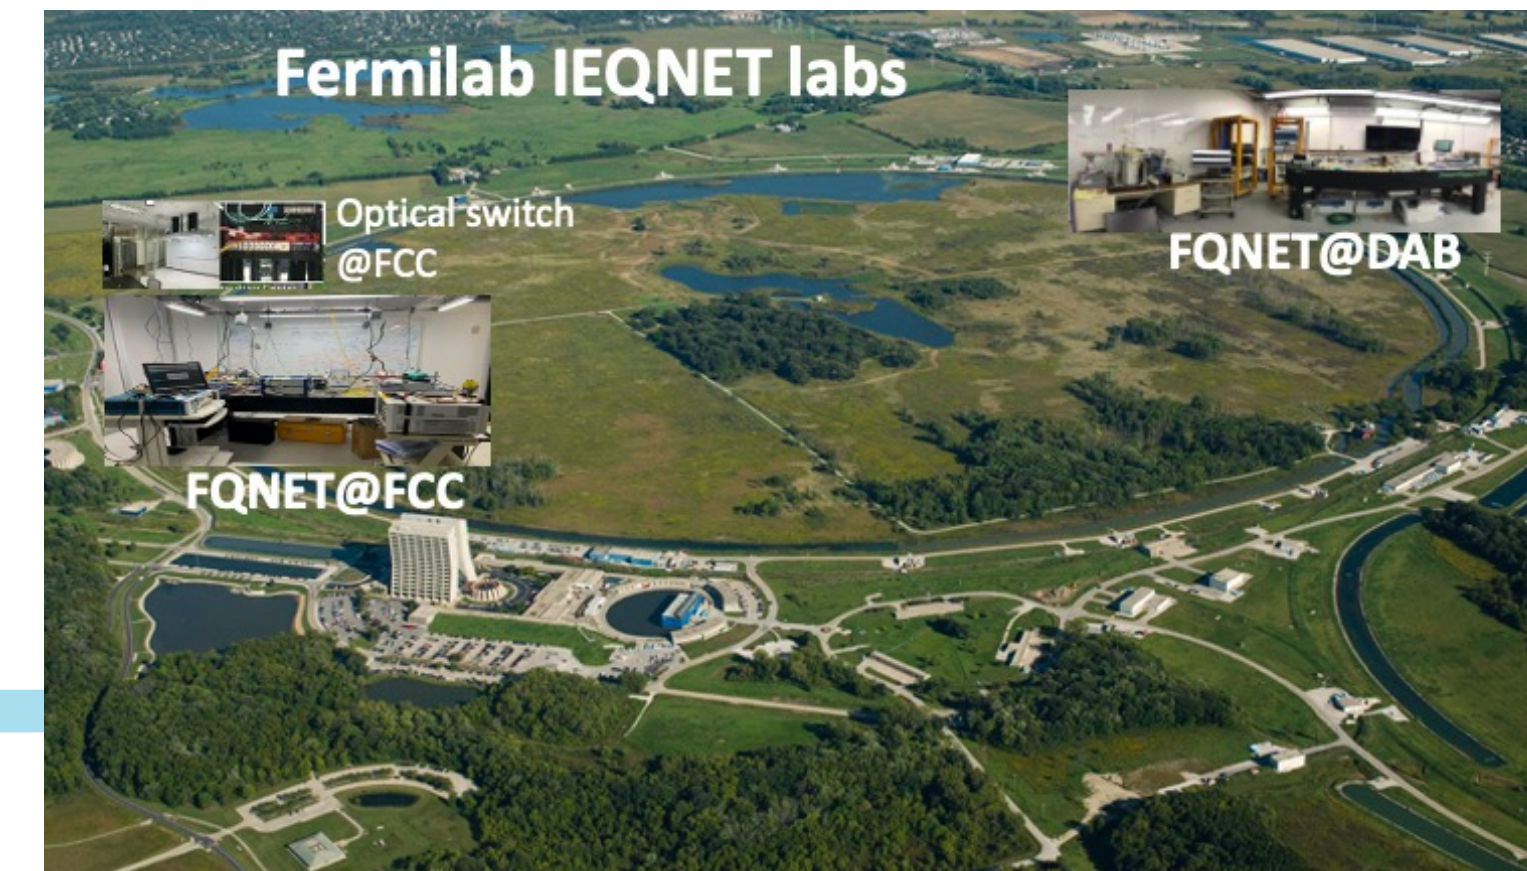 Fermilab IEQNET labs
Optical switch
@FCC
FQNET@DAB
FQNET@FCC